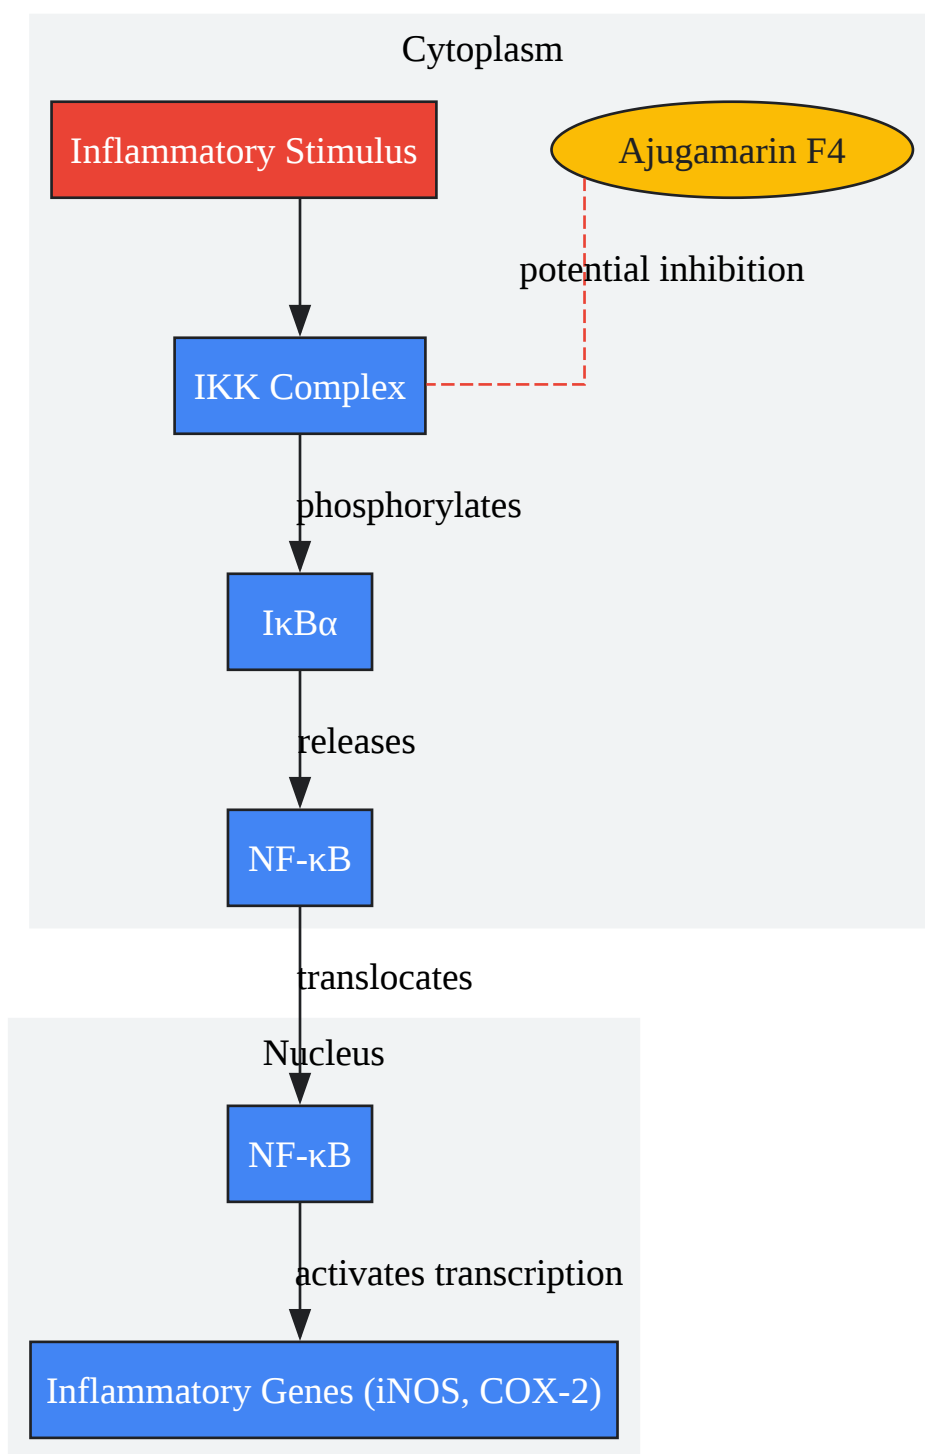 Cytoplasm
Inflammatory Stimulus
Ajugamarin F4
potential inhibition
IKK Complex
phosphorylates
IκBα
releases
NF-κB
translocates
Nucleus
NF-κB
activates transcription
Inflammatory Genes (iNOS, COX-2)